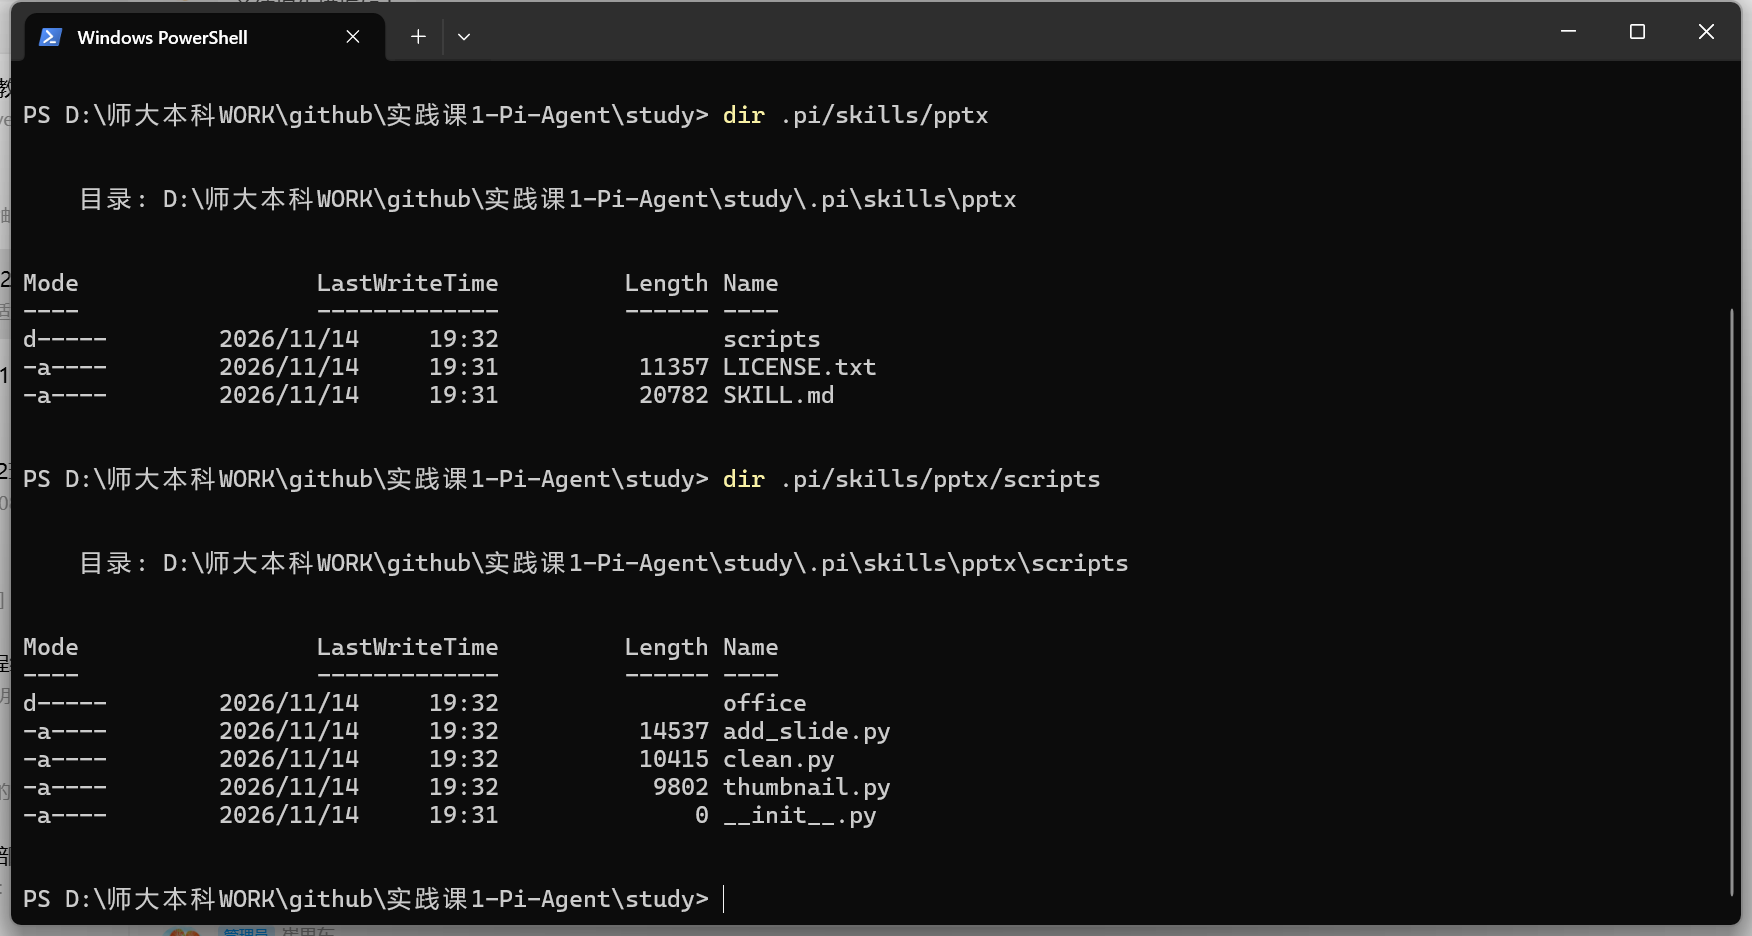 Windows PowerShell
PS D:\师大本科WORK\github\实践课1-Pi-Agent\study> dir .pi/skills/pptx
目录: D:\师大本科WORK\github\实践课1-Pi-Agent\study\.pi\skills\pptx
Mode                 LastWriteTime         Length Name
----                 -------------         ------ ----
d-----        2026/11/14     19:32                scripts
-a----        2026/11/14     19:31          11357 LICENSE.txt
-a----        2026/11/14     19:31          20782 SKILL.md
PS D:\师大本科WORK\github\实践课1-Pi-Agent\study> dir .pi/skills/pptx/scripts
目录: D:\师大本科WORK\github\实践课1-Pi-Agent\study\.pi\skills\pptx\scripts
Mode                 LastWriteTime         Length Name
----                 -------------         ------ ----
d-----        2026/11/14     19:32                office
-a----        2026/11/14     19:32          14537 add_slide.py
-a----        2026/11/14     19:32          10415 clean.py
-a----        2026/11/14     19:32           9802 thumbnail.py
-a----        2026/11/14     19:31              0 __init__.py
PS D:\师大本科WORK\github\实践课1-Pi-Agent\study>
管理员